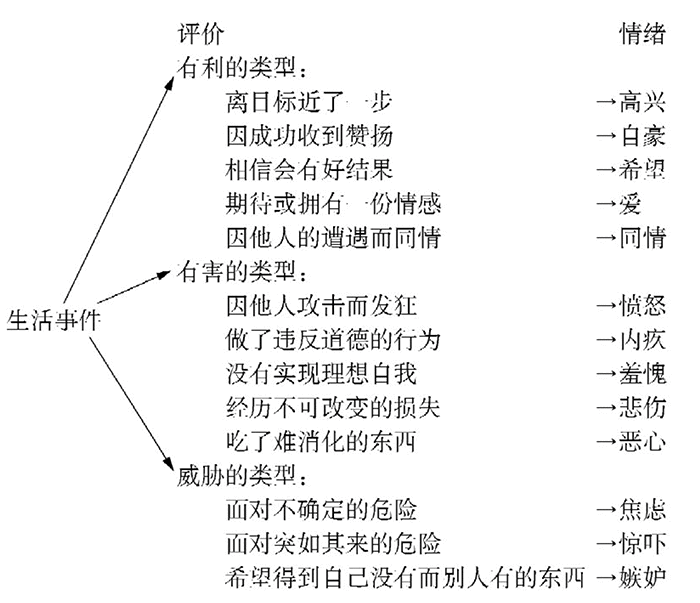 评价 情绪
有利的类型：
离目标近了一步 →高兴
因成功收到赞扬 →自豪
相信会有好结果 →希望
期待或拥有一份情感 →爱
因他人的遭遇而同情 →同情
有害的类型：
因他人攻击而发狂 →愤怒
做了违反道德的行为 →内疚
生活事件
没有实现理想自我 →羞愧
经历不可改变的损失 →悲伤
吃了难消化的东西 →恶心
威胁的类型：
面对不确定的危险 →焦虑
面对突如其来的危险 →惊吓
希望得到自己没有而别人有的东西 →嫉妒